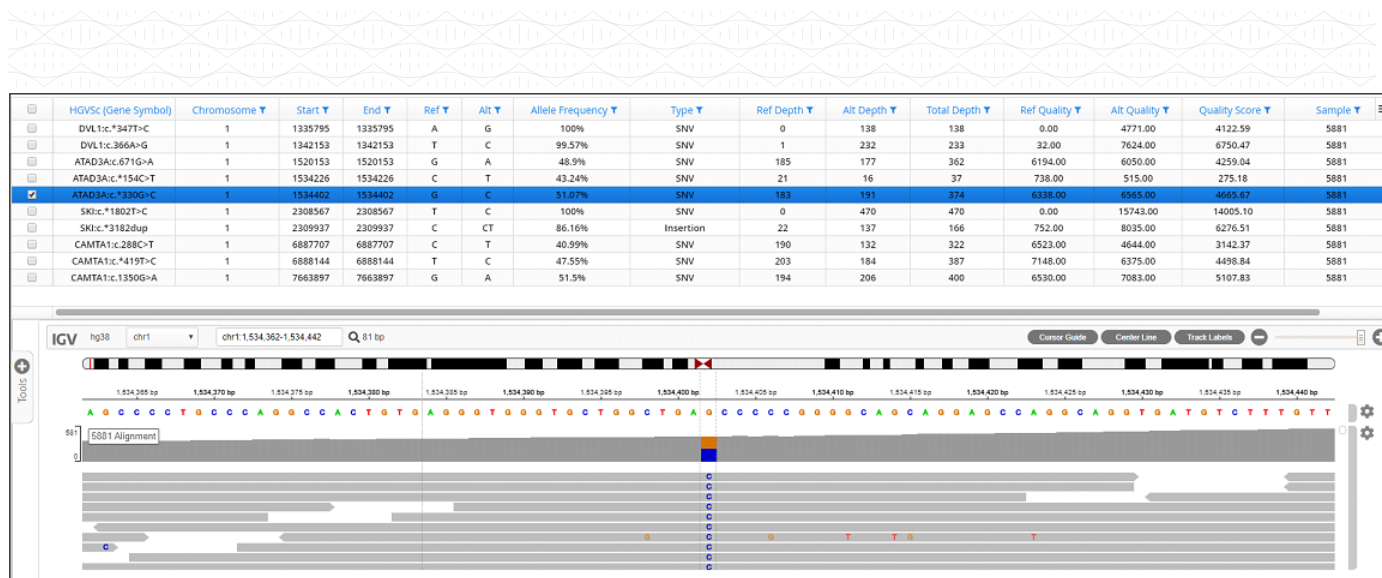 HGVSc (Gene Symbol) Chromosome Start End Ref Alt Allele Frequency Type Ref Depth Alt Depth Total Depth Ref Quality Alt Quality Quality Score Sample
DVL1:c.*347T>C 1 1335795 1335795 A G 100% SNV 0 138 138 0.00 4771.00 4122.59 5881
DVL1:c.366A>G 1 1342153 1342153 T C 99.57% SNV 1 232 233 32.00 7624.00 6750.47 5881
ATAD3A:c.671G>A 1 1520153 1520153 G A 48.9% SNV 185 177 362 6194.00 6050.00 4259.04 5881
ATAD3A:c.*154C>T 1 1534226 1534226 C T 43.24% SNV 21 16 37 738.00 515.00 275.18 5881
ATAD3A:c.*330G>C 1 1534402 1534402 G C 51.07% SNV 183 191 374 6338.00 6565.00 4665.67 5881
SKI:c.*1802T>C 1 2308567 2308567 T C 100% SNV 0 470 470 0.00 15743.00 14005.10 5881
SKI:c.*3182dup 1 2309937 2309937 C CT 86.16% Insertion 22 137 166 752.00 8035.00 6276.51 5881
CAMTA1:c.288C>T 1 6887707 6887707 C T 40.99% SNV 190 132 322 6523.00 4644.00 3142.37 5881
CAMTA1:c.*419T>C 1 6888144 6888144 T C 47.55% SNV 203 184 387 7148.00 6375.00 4498.84 5881
CAMTA1:c.1350G>A 1 7663897 7663897 G A 51.5% SNV 194 206 400 6530.00 7083.00 5107.83 5881
Tools
IGV hg38 chr1 chr1:1,534,362-1,534,442 81 bp Cursor Guide Center Line Track Labels
1,534,365 bp 1,534,370 bp 1,534,375 bp 1,534,380 bp 1,534,385 bp 1,534,390 bp 1,534,395 bp 1,534,400 bp 1,534,405 bp 1,534,410 bp 1,534,415 bp 1,534,420 bp 1,534,425 bp 1,534,430 bp 1,534,435 bp 1,534,440 bp
A G C C C C T G C C C A G G C C A C T G T G A G G G T G G G T G C T G G C T G A G C C C C C G G G G C A G C A G G A G C C A G G C A G G T G A T G T C T T T G T T
581
5881 Alignment
0
C
C
C
C
C
C
G C G T T G T
C C
C
C